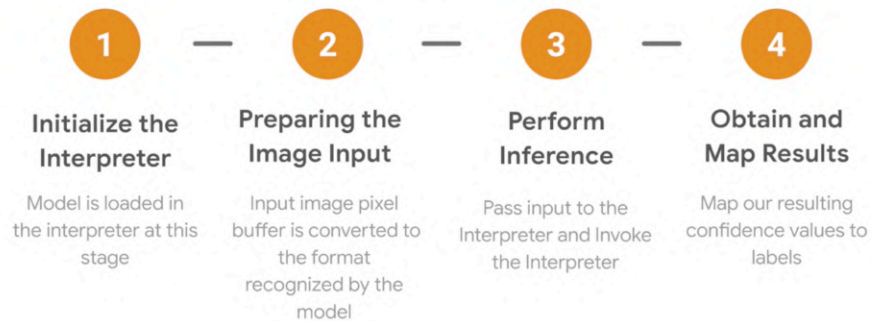 1
2
3
4
Initialize the
Interpreter
Model is loaded in
the interpreter at this
stage
Preparing the
Image Input
Input image pixel
buffer is converted to
the format
recognized by the
model
Perform
Inference
Pass input to the
Interpreter and Invoke
the Interpreter
Obtain and
Map Results
Map our resulting
confidence values to
labels